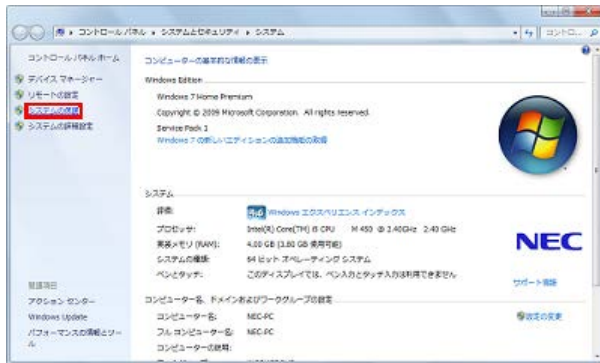 コントロール パネル ▸ システムとセキュリティ ▸ システム
コントロール パネル ホーム
デバイス マネージャー
リモートの設定
システムの保護
システムの詳細設定
コンピューターの基本的な情報の表示
Windows Edition
Windows 7 Home Premium
Copyright © 2009 Microsoft Corporation. All rights reserved.
Service Pack 1
Windows 7 の新しいエディションの追加機能の取得
システム
評価:
Windows エクスペリエンス インデックス
プロセッサ:
Intel(R) Core(TM) i5 CPU M 450 @ 2.40GHz 2.40 GHz
実装メモリ (RAM):
4.00 GB (3.80 GB 使用可能)
システムの種類:
64 ビット オペレーティング システム
ペンとタッチ:
このディスプレイでは、ペン入力とタッチ入力は利用できません
NEC
サポート情報
コンピューター名、ドメインおよびワークグループの設定
コンピューター名:
NEC-PC
設定の変更
フル コンピューター名:
NEC-PC
コンピューターの説明:
関連項目
アクション センター
Windows Update
パフォーマンスの情報とツール